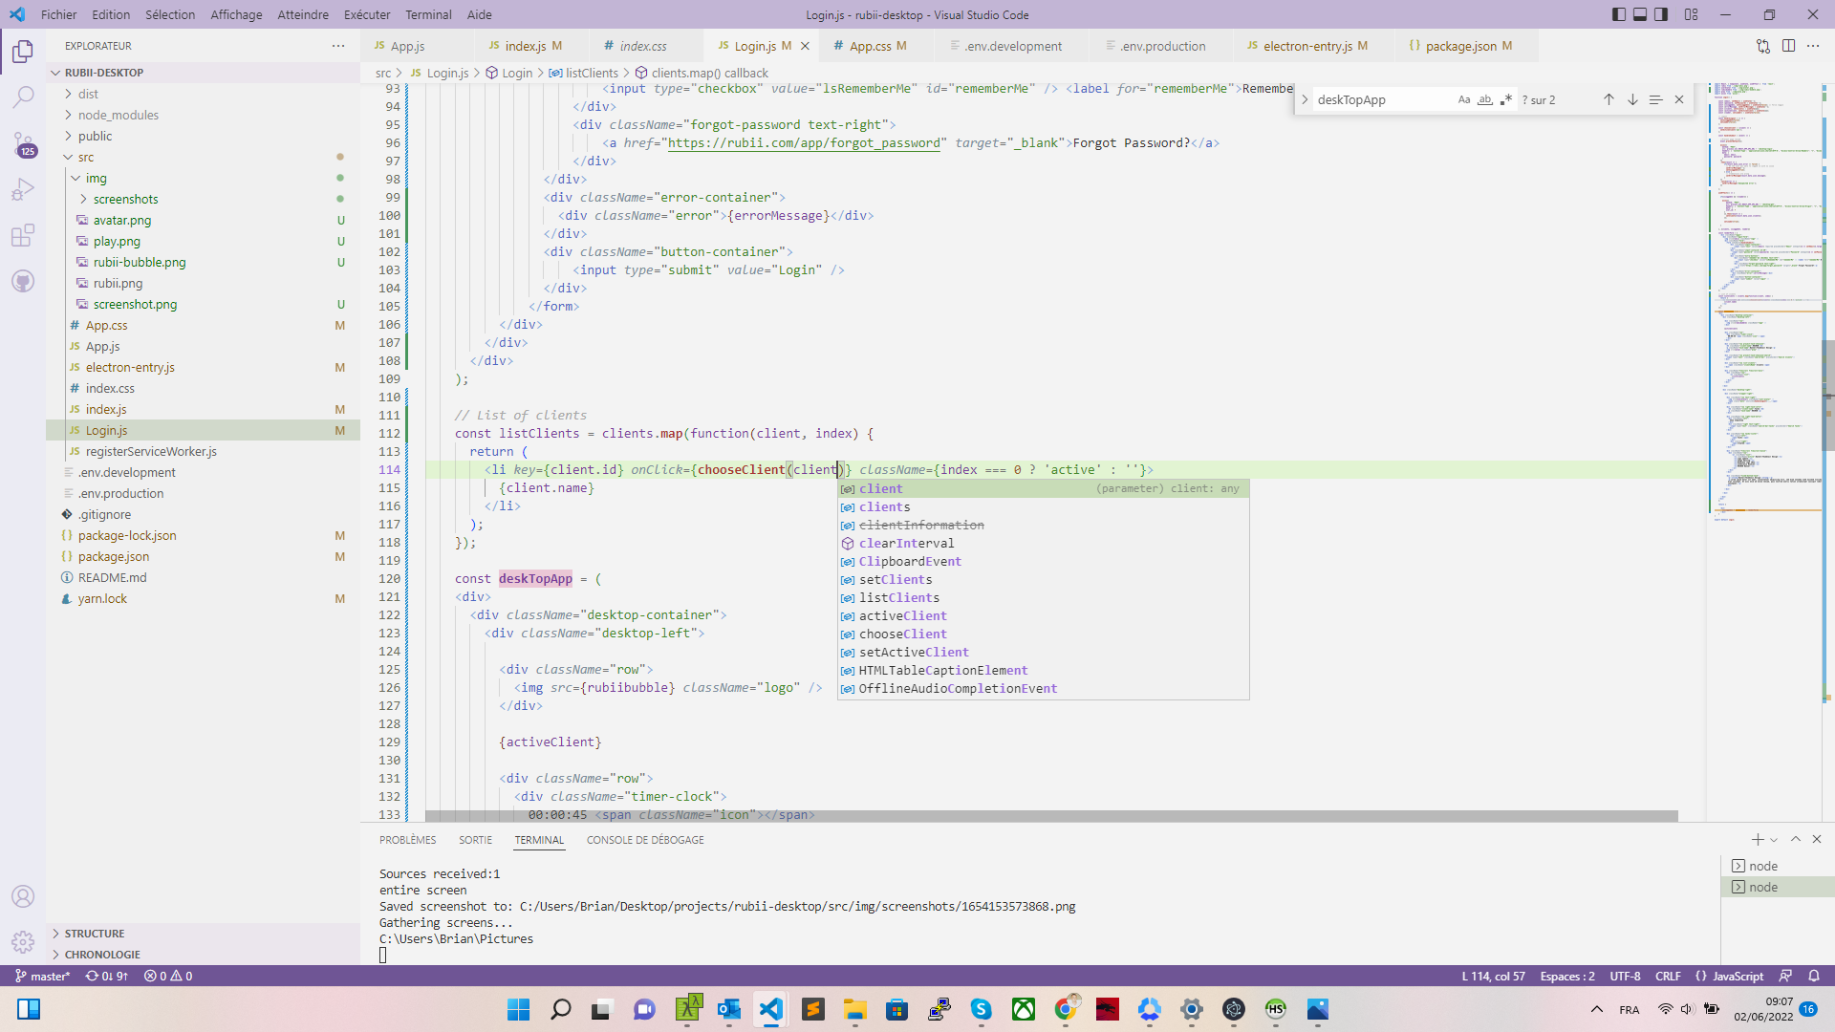 Fichier Edition Sélection Affichage Atteindre Exécuter Terminal Aide Login.js - rubii-desktop - Visual Studio Code
EXPLORATEUR
App.js index.js M index.css Login.js M App.css M .env.development .env.production electron-entry.js M package.json M
RUBII-DESKTOP
src > Login.js > Login > listClients > clients.map() callback
dist
node_modules
public
src
img
screenshots
avatar.png U
play.png U
rubii-bubble.png U
rubii.png
screenshot.png U
App.css M
App.js
electron-entry.js M
index.css
index.js M
Login.js M
registerServiceWorker.js
.env.development
.env.production
.gitignore
package-lock.json M
package.json M
README.md
yarn.lock M
STRUCTURE
CHRONOLOGIE
125
deskTopApp Aa ab .* ? sur 2
93 <input type="checkbox" value="lsRememberMe" id="rememberMe" /> <label for="rememberMe">Rememb
94 </div>
95 <div className="forgot-password text-right">
96 <a href="https://rubii.com/app/forgot_password" target="_blank">Forgot Password?</a>
97 </div>
98 </div>
99 <div className="error-container">
100 <div className="error">{errorMessage}</div>
101 </div>
102 <div className="button-container">
103 <input type="submit" value="Login" />
104 </div>
105 </form>
106 </div>
107 </div>
108 </div>
109 );
110
111 // List of clients
112 const listClients = clients.map(function(client, index) {
113 return (
114 <li key={client.id} onClick={chooseClient(client)} className={index === 0 ? 'active' : ''}>
115 {client.name}
116 </li>
117 );
118 });
119
120 const deskTopApp = (
121 <div>
122 <div className="desktop-container">
123 <div className="desktop-left">
124
125 <div className="row">
126 <img src={rubiibubble} className="logo" />
127 </div>
128
129 {activeClient}
130
131 <div className="row">
132 <div className="timer-clock">
133 00:00:45 <span className="icon"></span>
client (parameter) client: any
clients
clientInformation
clearInterval
ClipboardEvent
setClients
listClients
activeClient
chooseClient
setActiveClient
HTMLTableCaptionElement
OfflineAudioCompletionEvent
PROBLÈMES SORTIE TERMINAL CONSOLE DE DÉBOGAGE
Sources received:1
entire screen
Saved screenshot to: C:/Users/Brian/Desktop/projects/rubii-desktop/src/img/screenshots/1654153573868.png
Gathering screens...
C:\Users\Brian\Pictures
node
node
master* 0↓ 9↑ 0 0 L 114, col 57 Espaces : 2 UTF-8 CRLF JavaScript
FRA 09:07
02/06/2022 16